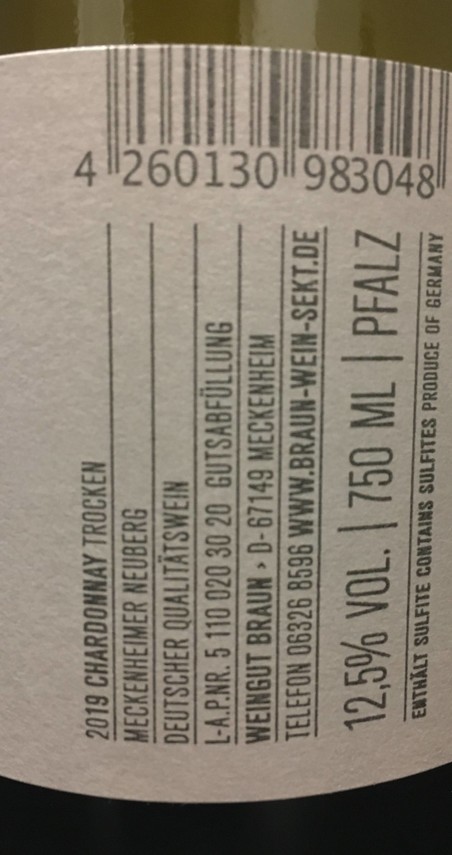 4 260130 983048
2019 CHARDONNAY TROCKEN
MECKENHEIMER NEUBERG
DEUTSCHER QUALITÄTSWEIN
L-A.P.NR. 5 110 020 30 20 GUTSABFÜLLUNG
WEINGUT BRAUN > D-67149 MECKENHEIM
TELEFON 06326 8596 WWW.BRAUN-WEIN-SEKT.DE
12,5% VOL. | 750 ML | PFALZ
ENTHÄLT SULFITE CONTAINS SULFITES PRODUCE OF GERMANY